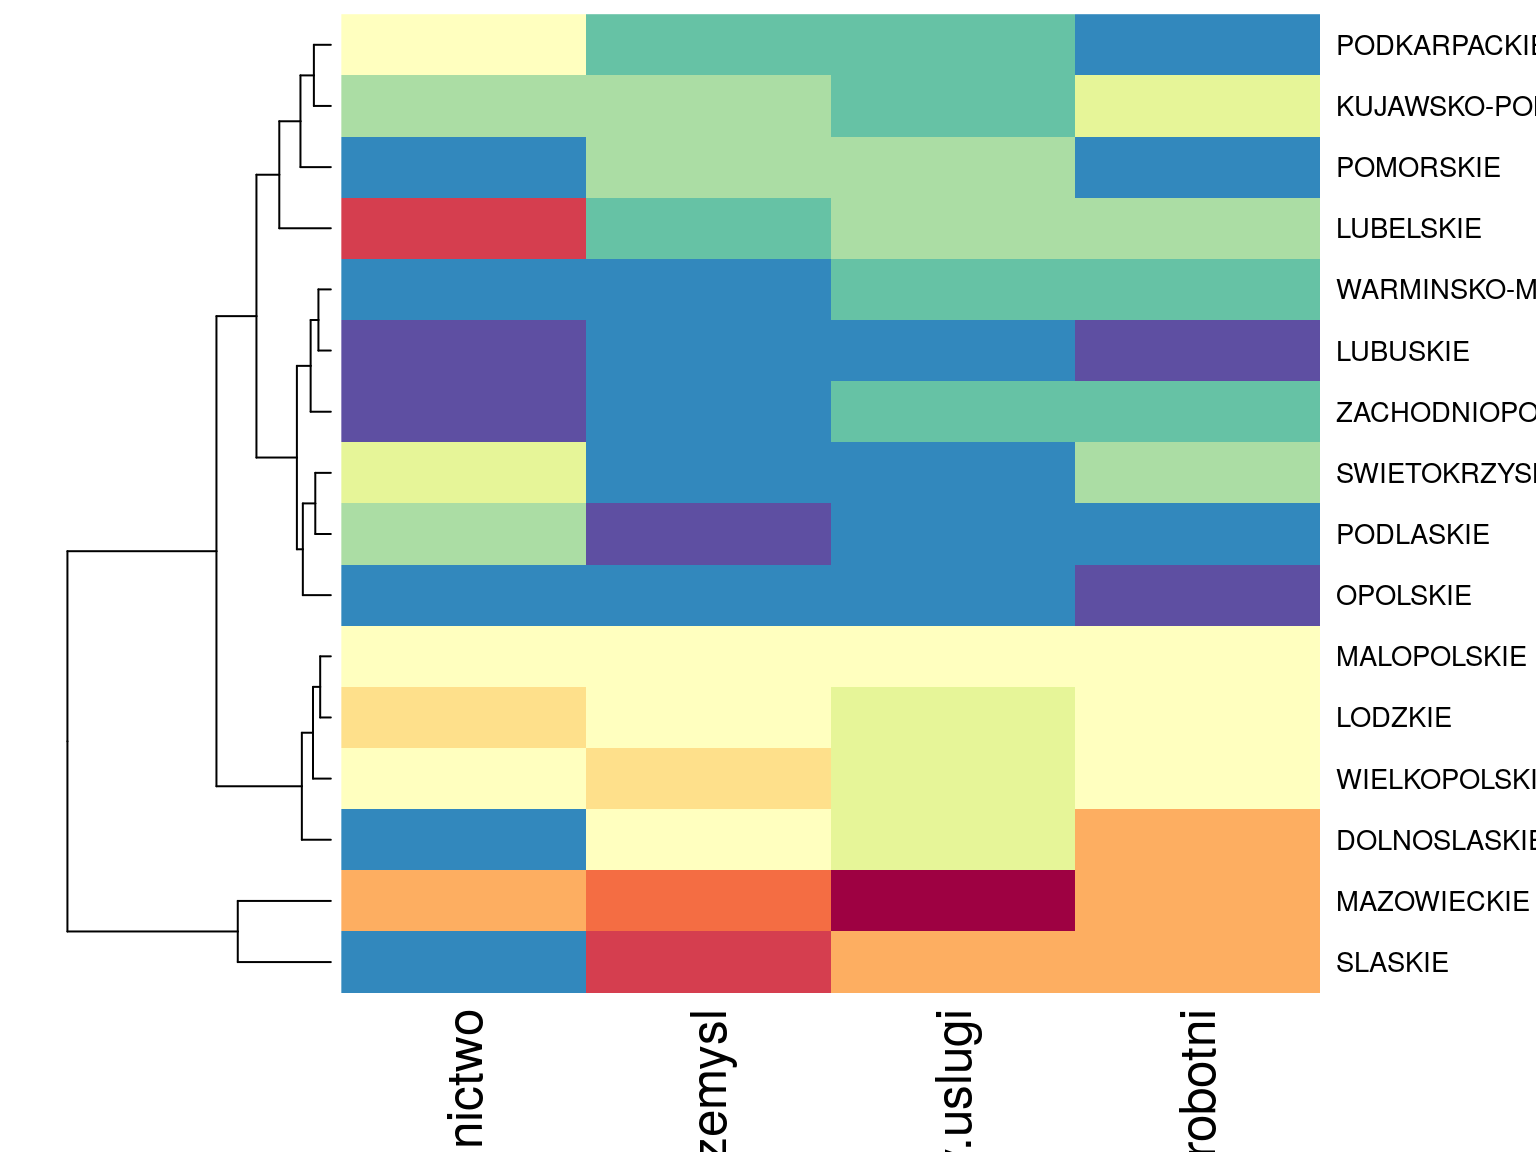 PODKARPACKIE
KUJAWSKO-PO
POMORSKIE
LUBELSKIE
WARMINSKO-M
LUBUSKIE
ZACHODNIOPO
SWIETOKRZYS
PODLASKIE
OPOLSKIE
MALOPOLSKIE
LODZKIE
WIELKOPOLSKI
DOLNOSLASKIE
MAZOWIECKIE
SLASKIE
nictwo
zemysl
.uslugi
robotni